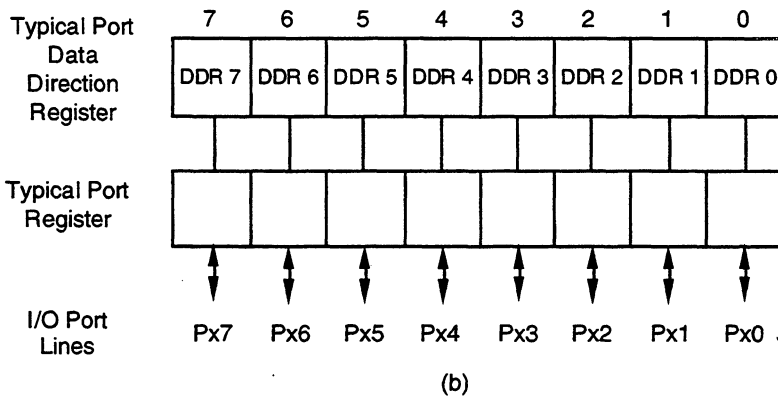 Typical Port
Data
Direction
Register
7 6 5 4 3 2 1 0
DDR 7 DDR 6 DDR 5 DDR 4 DDR 3 DDR 2 DDR 1 DDR 0
Typical Port
Register
I/O Port
Lines
Px7 Px6 Px5 Px4 Px3 Px2 Px1 Px0
(b)